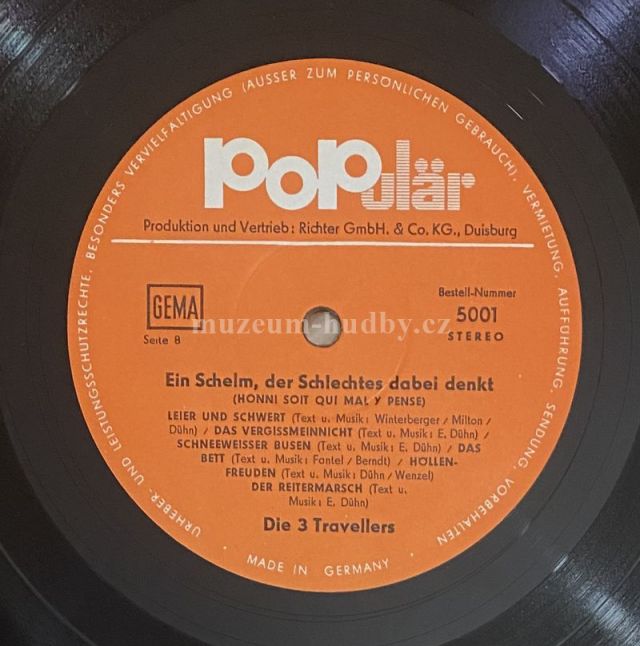 URHEBER- UND LEISTUNGSSCHUTZRECHTE, BESONDERS VERVIELFÄLTIGUNG (AUSSER ZUM PERSÖNLICHEN GEBRAUCH), VERMIETUNG, AUFFÜHRUNG, SENDUNG, VORBEHALTEN
POPulär
Produktion und Vertrieb: Richter GmbH. & Co. KG., Duisburg
Bestell-Nummer
GEMA
5001
muzeum-hudby.cz
Seite B
STEREO
Ein Schelm, der Schlechtes dabei denkt
(HONNI SOIT QUI MAL Y PENSE)
LEIER UND SCHWERT (Text u. Musik: Winterberger / Milton /
Dühn) / DAS VERGISSMEINNICHT (Text u. Musik: E. Dühn) /
SCHNEEWEISSER BUSEN (Text u. Musik: E. Dühn) / DAS
BETT (Text u. Musik: Fantel / Berndt) / HÖLLEN-
FREUDEN (Text u. Musik: Dühn / Wenzel)
DER REITERMARSCH (Text u.
Musik: E. Dühn)
Die 3 Travellers
· MADE IN GERMANY ·